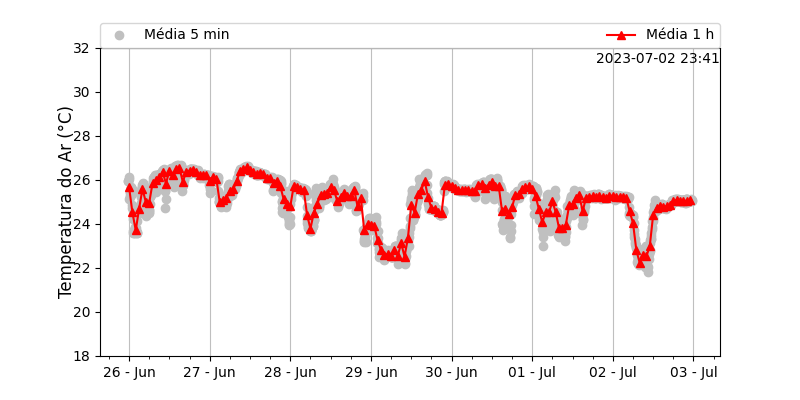 Média 5 min
Média 1 h
2023-07-02 23:41
Temperatura do Ar (°C)
32
30
28
26
24
22
20
18
26 - Jun
27 - Jun
28 - Jun
29 - Jun
30 - Jun
01 - Jul
02 - Jul
03 - Jul